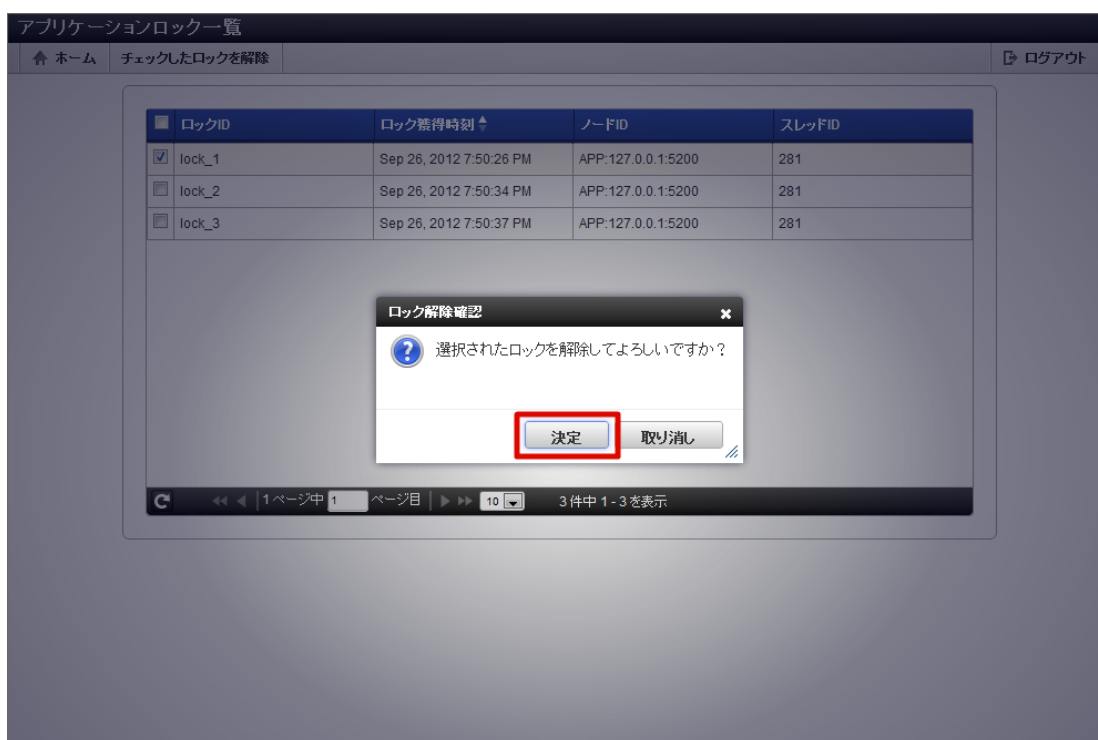 アプリケーションロック一覧
ホーム チェックしたロックを解除 ログアウト
ロックID ロック獲得時刻 ノードID スレッドID
lock_1 Sep 26, 2012 7:50:26 PM APP:127.0.0.1:5200 281
lock_2 Sep 26, 2012 7:50:34 PM APP:127.0.0.1:5200 281
lock_3 Sep 26, 2012 7:50:37 PM APP:127.0.0.1:5200 281
ロック解除確認
選択されたロックを解除してよろしいですか？
決定 取り消し
1 ページ中 1 ページ目 10 3 件中 1 - 3 を表示